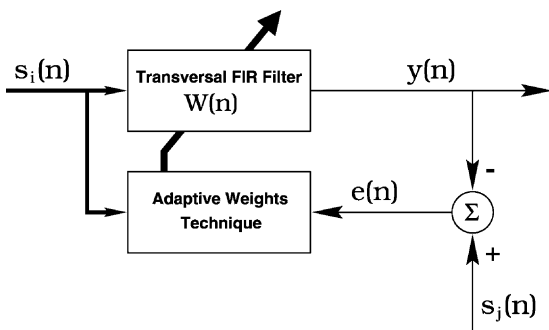 s_i(n)
Transversal FIR Filter
W(n)
y(n)
-
Adaptive Weights
Technique
e(n)
Σ
+
s_j(n)